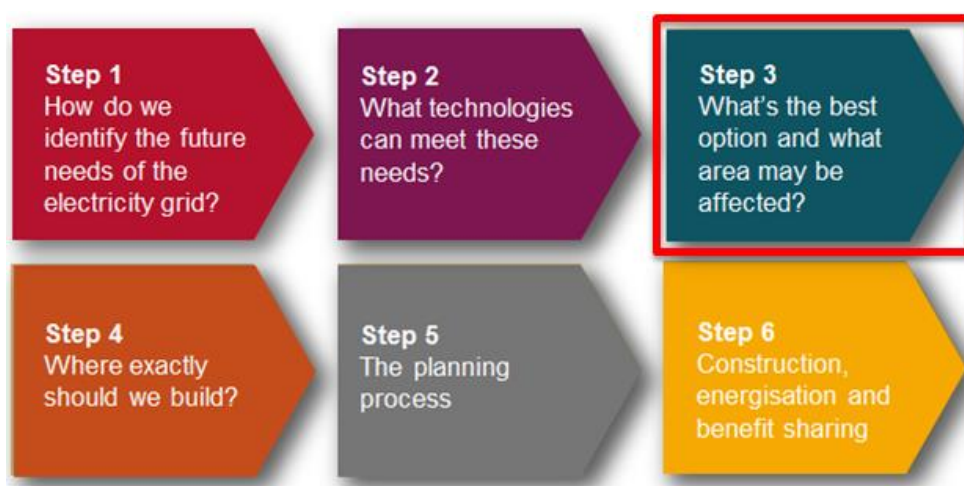 Step 1
How do we
identify the future
needs of the
electricity grid?
Step 2
What technologies
can meet these
needs?
Step 3
What's the best
option and what
area may be
affected?
Step 4
Where exactly
should we build?
Step 5
The planning
process
Step 6
Construction,
energisation and
benefit sharing